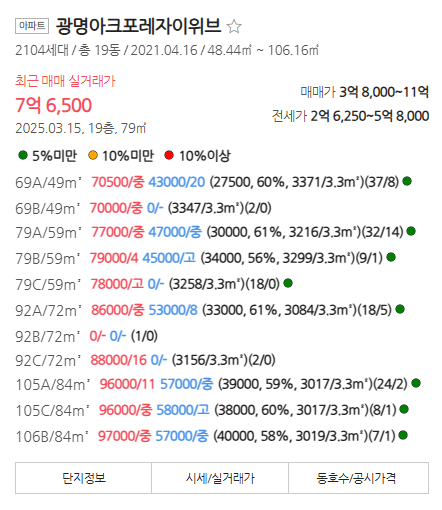 아파트 광명아크포레자이위브 ☆
2104세대 / 총 19동 / 2021.04.16 / 48.44㎡ ~ 106.16㎡
최근 매매 실거래가
7억 6,500
2025.03.15, 19층, 79㎡
매매가 3억 8,000~11억
전세가 2억 6,250~5억 8,000
5%미만 10%미만 10%이상
69A/49㎡ 70500/중 43000/20 (27500, 60%, 3371/3.3㎡)(37/8)
69B/49㎡ 70000/중 0/- (3347/3.3㎡)(2/0)
79A/59㎡ 77000/중 47000/중 (30000, 61%, 3216/3.3㎡)(32/14)
79B/59㎡ 79000/4 45000/고 (34000, 56%, 3299/3.3㎡)(9/1)
79C/59㎡ 78000/고 0/- (3258/3.3㎡)(18/0)
92A/72㎡ 86000/중 53000/8 (33000, 61%, 3084/3.3㎡)(18/5)
92B/72㎡ 0/- 0/- (1/0)
92C/72㎡ 88000/16 0/- (3156/3.3㎡)(2/0)
105A/84㎡ 96000/11 57000/중 (39000, 59%, 3017/3.3㎡)(24/2)
105C/84㎡ 96000/중 58000/고 (38000, 60%, 3017/3.3㎡)(8/1)
106B/84㎡ 97000/중 57000/중 (40000, 58%, 3019/3.3㎡)(7/1)
단지정보 시세/실거래가 동호수/공시가격